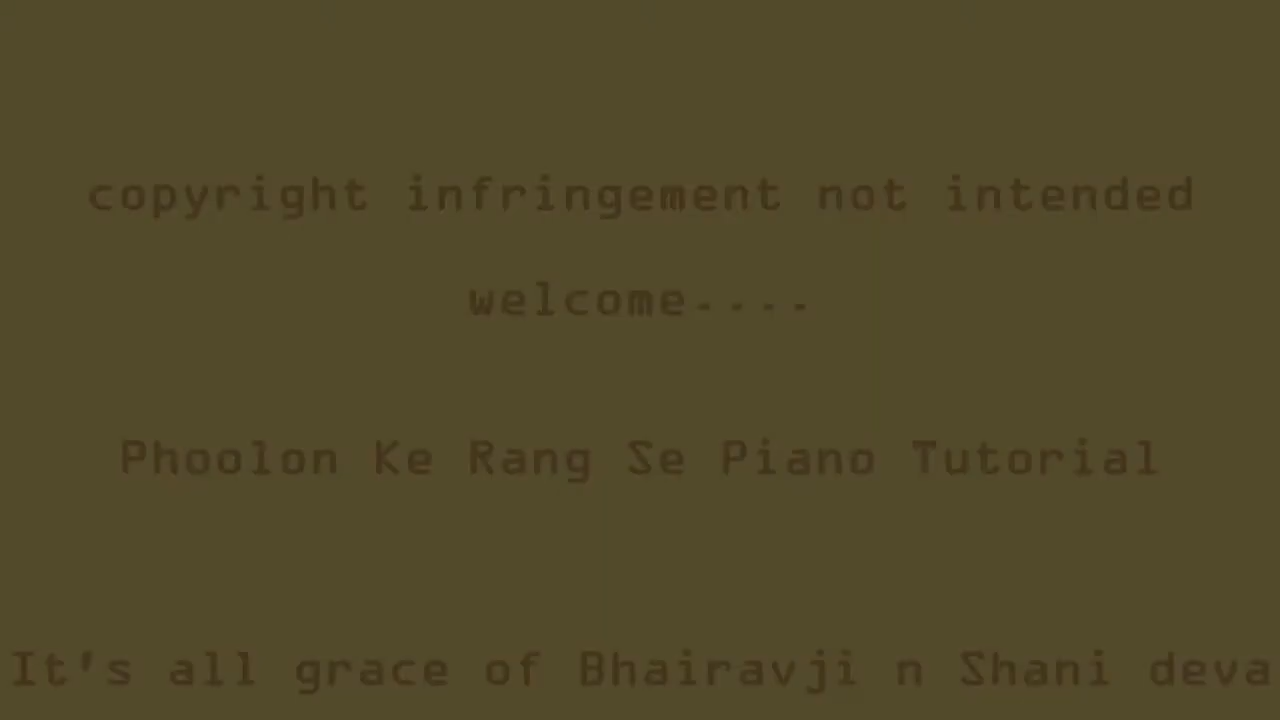 copyright infringement not intended
welcome----
Phoolon Ke Rang Se Piano Tutorial
It's all grace of Bhairavji n Shani deva